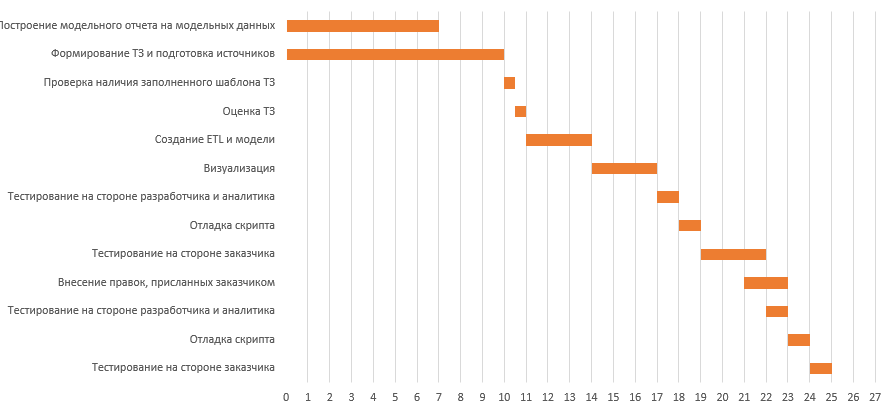 Построение модельного отчета на модельных данных
Формирование ТЗ и подготовка источников
Проверка наличия заполненного шаблона ТЗ
Оценка ТЗ
Создание ETL и модели
Визуализация
Тестирование на стороне разработчика и аналитика
Отладка скрипта
Тестирование на стороне заказчика
Внесение правок, присланных заказчиком
Тестирование на стороне разработчика и аналитика
Отладка скрипта
Тестирование на стороне заказчика
0 1 2 3 4 5 6 7 8 9 10 11 12 13 14 15 16 17 18 19 20 21 22 23 24 25 26 27